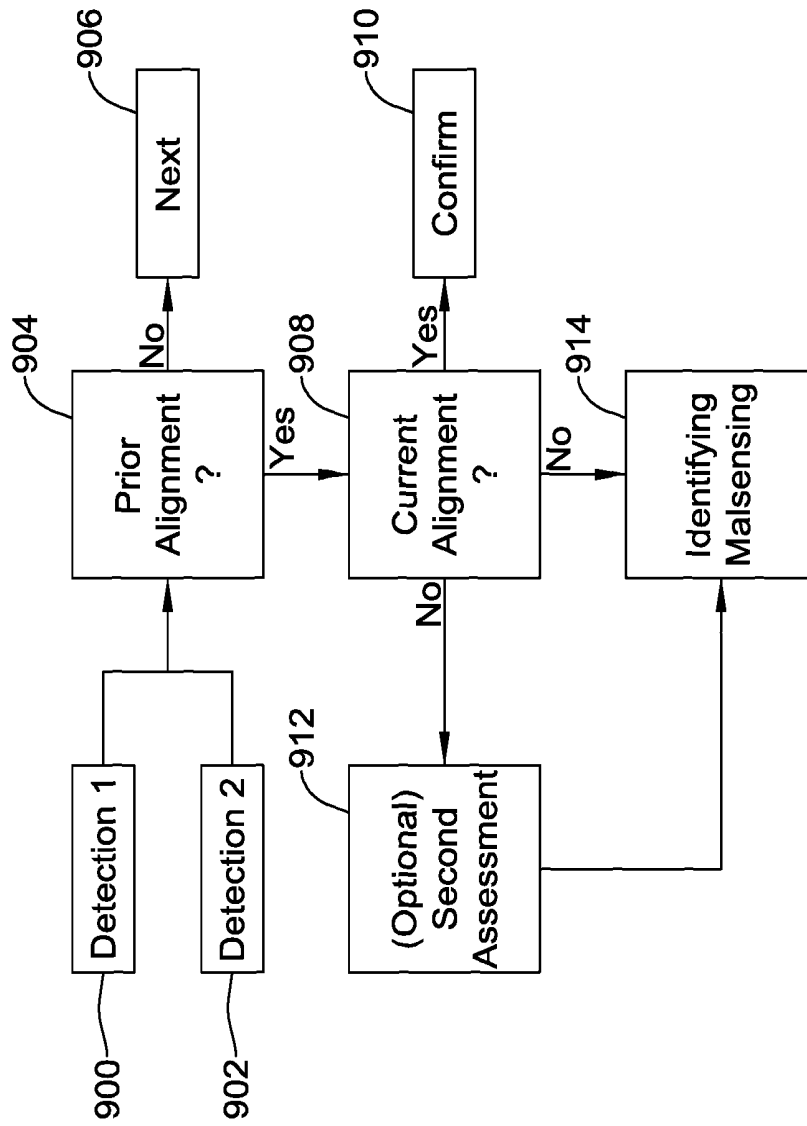 900
Detection 1
902
Detection 2
904
Prior
Alignment
?
No
906
Next
Yes
908
Current
Alignment
?
Yes
910
Confirm
No
912
(Optional)
Second
Assessment
No
914
Identifying
Malsensing